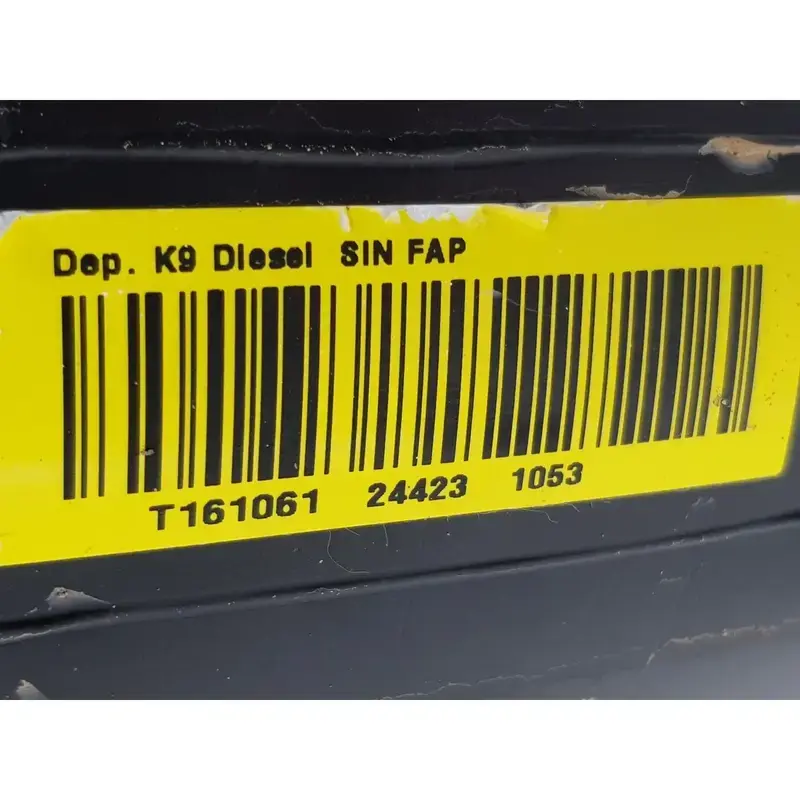 Dep. K9 Diesel SIN FAP
T161061 24423 1053